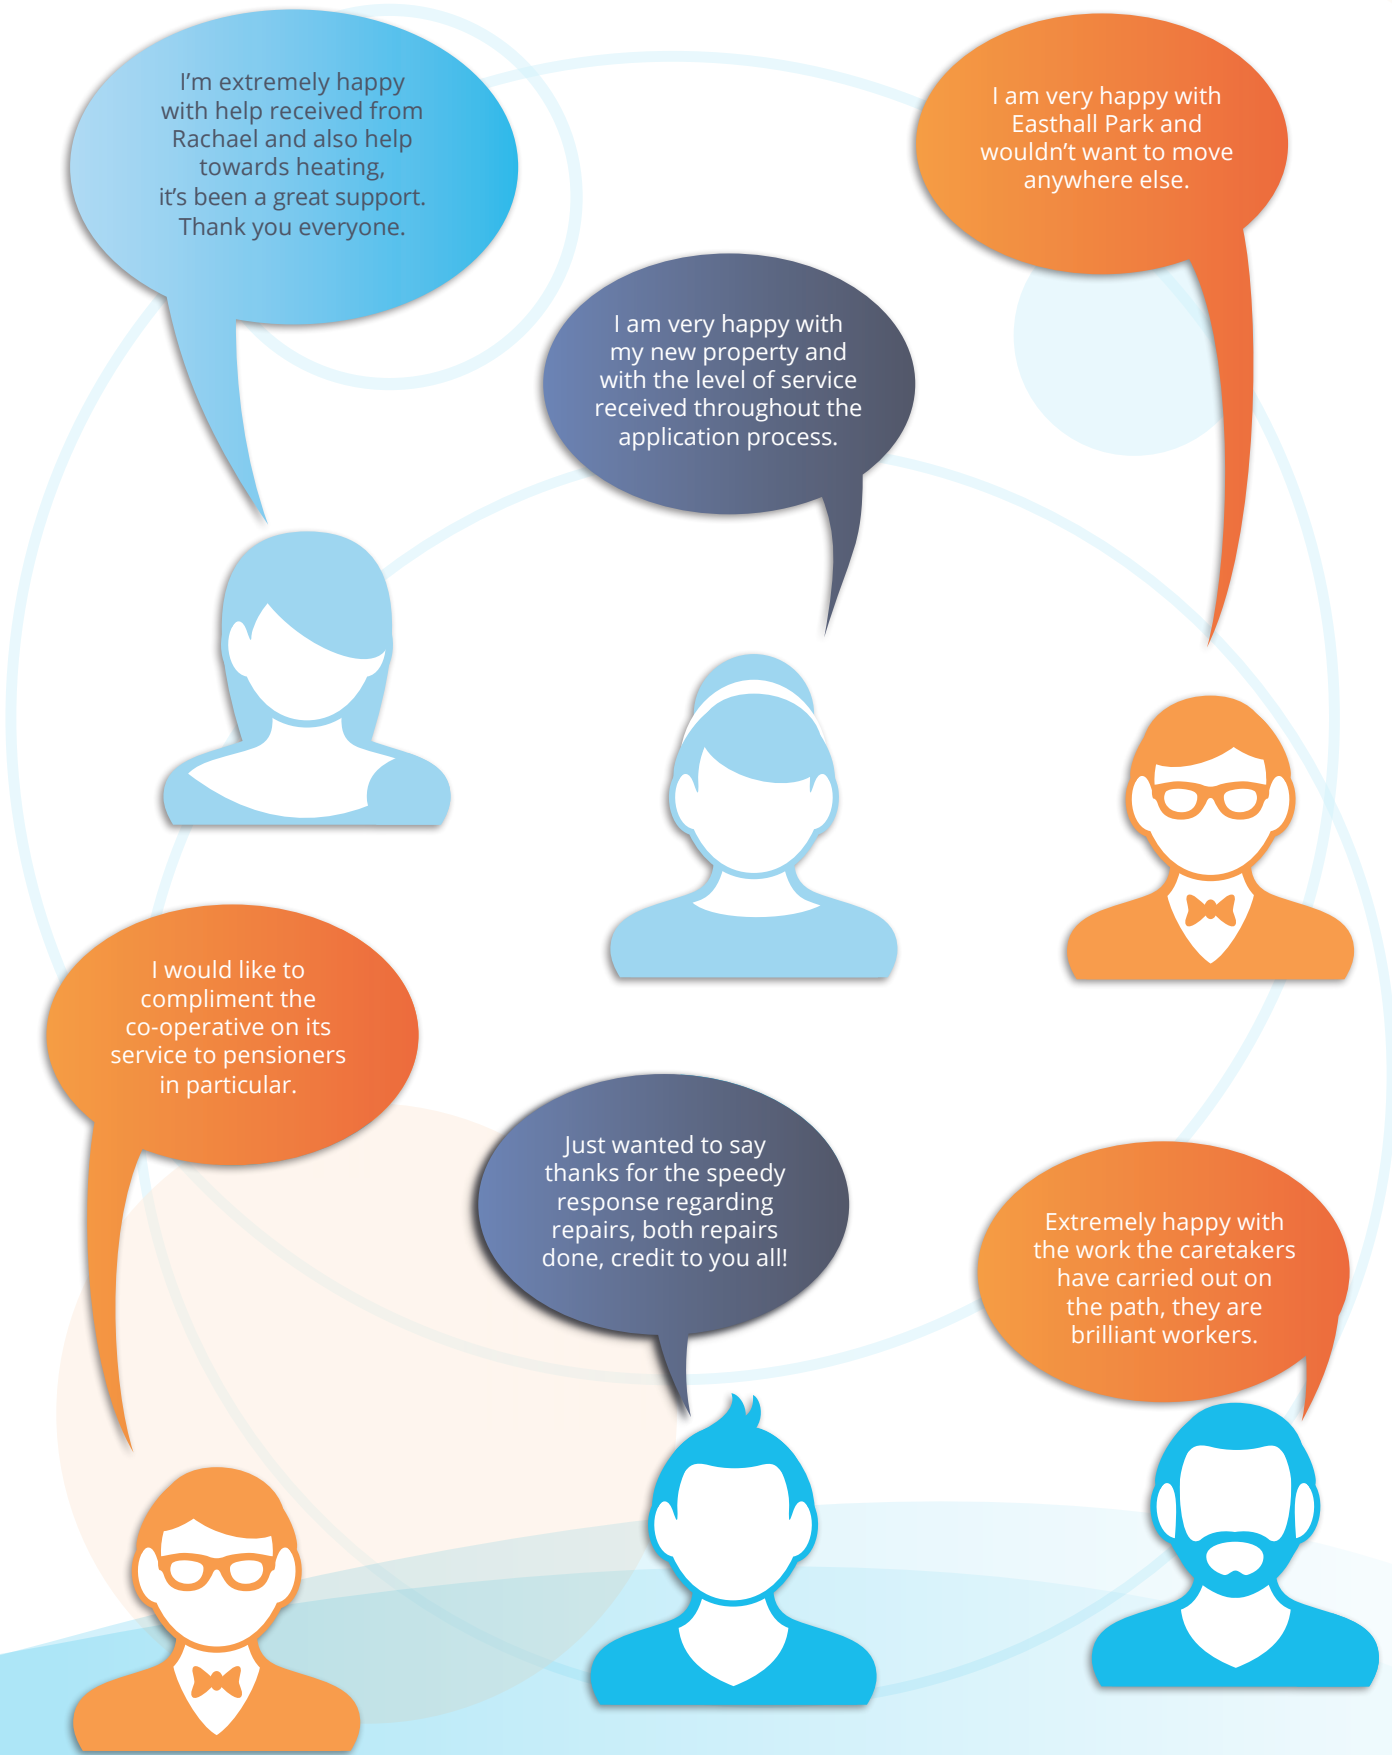 I’m extremely happy
with help received from
Rachael and also help
towards heating,
it’s been a great support.
Thank you everyone.
I am very happy with
Easthall Park and
wouldn’t want to move
anywhere else.
I am very happy with
my new property and
with the level of service
received throughout the
application process.
I would like to
compliment the
co-operative on its
service to pensioners
in particular.
Just wanted to say
thanks for the speedy
response regarding
repairs, both repairs
done, credit to you all!
Extremely happy with
the work the caretakers
have carried out on
the path, they are
brilliant workers.